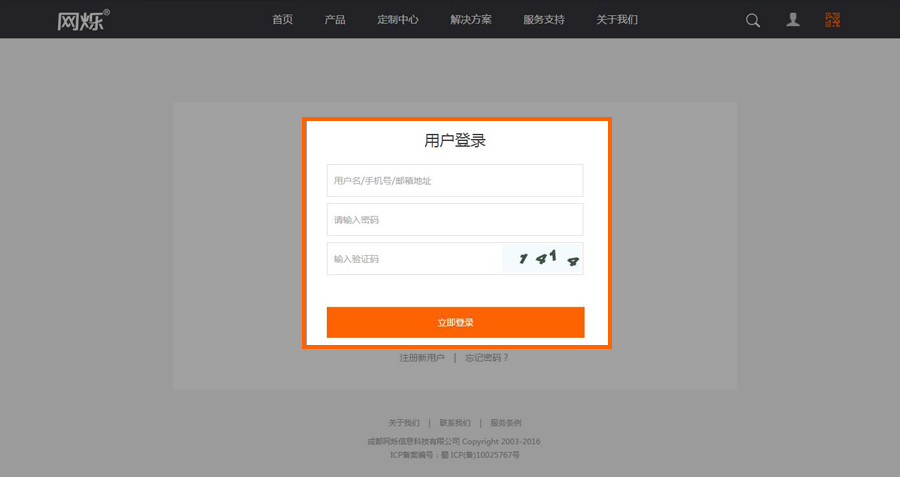 网烁®
首页 产品 定制中心 解决方案 服务支持 关于我们
用户登录
用户名/手机号/邮箱地址
请输入密码
输入验证码 1414
立即登录
注册新用户 | 忘记密码？
关于我们 | 联系我们 | 服务条例
成都网烁信息科技有限公司 Copyright 2003-2016
ICP备案编号：蜀 ICP(备)10025767号